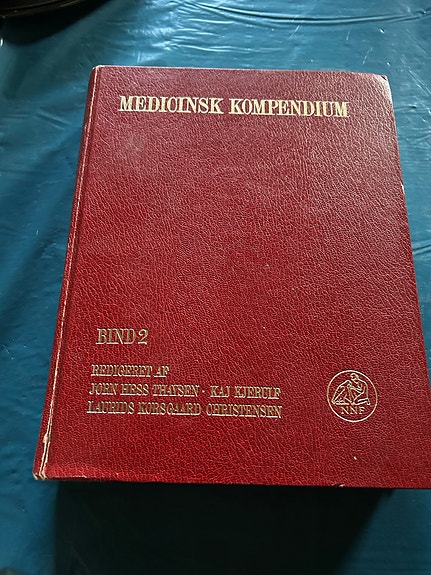 MEDICINSK KOMPENDIUM
BIND 2
REDIGERET AF
JØRN HESS THAYSEN · KAJ KJERULF
LAURIDS KORSGAARD CHRISTENSEN
NNF